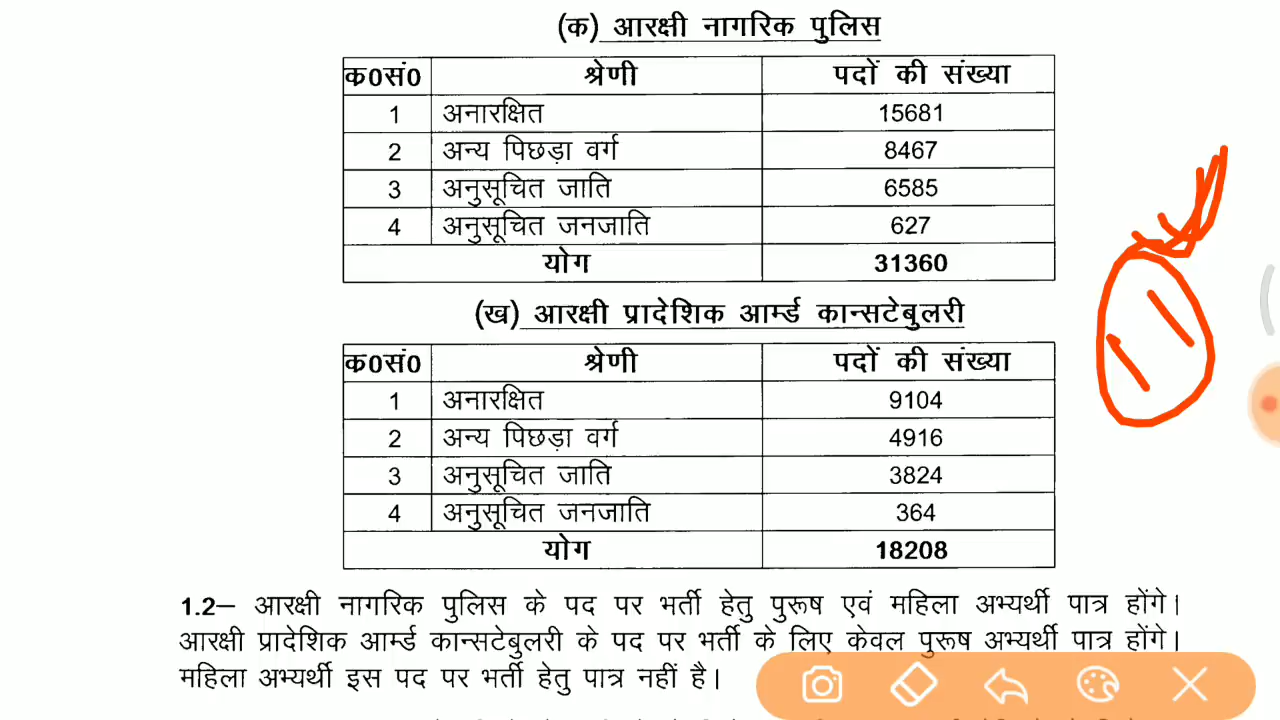 (क) आरक्षी नागरिक पुलिस
क0सं0 श्रेणी पदों की संख्या
1 अनारक्षित 15681
2 अन्य पिछड़ा वर्ग 8467
3 अनुसूचित जाति 6585
4 अनुसूचित जनजाति 627
योग 31360
(ख) आरक्षी प्रादेशिक आर्म्ड कान्सटेबुलरी
क0सं0 श्रेणी पदों की संख्या
1 अनारक्षित 9104
2 अन्य पिछड़ा वर्ग 4916
3 अनुसूचित जाति 3824
4 अनुसूचित जनजाति 364
योग 18208
1.2– आरक्षी नागरिक पुलिस के पद पर भर्ती हेतु पुरूष एवं महिला अभ्यर्थी पात्र होंगे।
आरक्षी प्रादेशिक आर्म्ड कान्सटेबुलरी के पद पर भर्ती के लिए केवल पुरूष अभ्यर्थी पात्र होंगे।
महिला अभ्यर्थी इस पद पर भर्ती हेतु पात्र नहीं है।